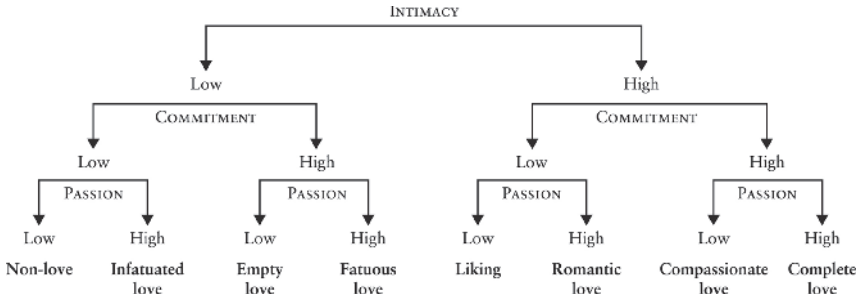 INTIMACY
Low High
COMMITMENT COMMITMENT
Low High Low High
PASSION PASSION PASSION PASSION
Low High Low High Low High Low High
Non-love Infatuated Empty Fatuous Liking Romantic Compassionate Complete
love love love love love love